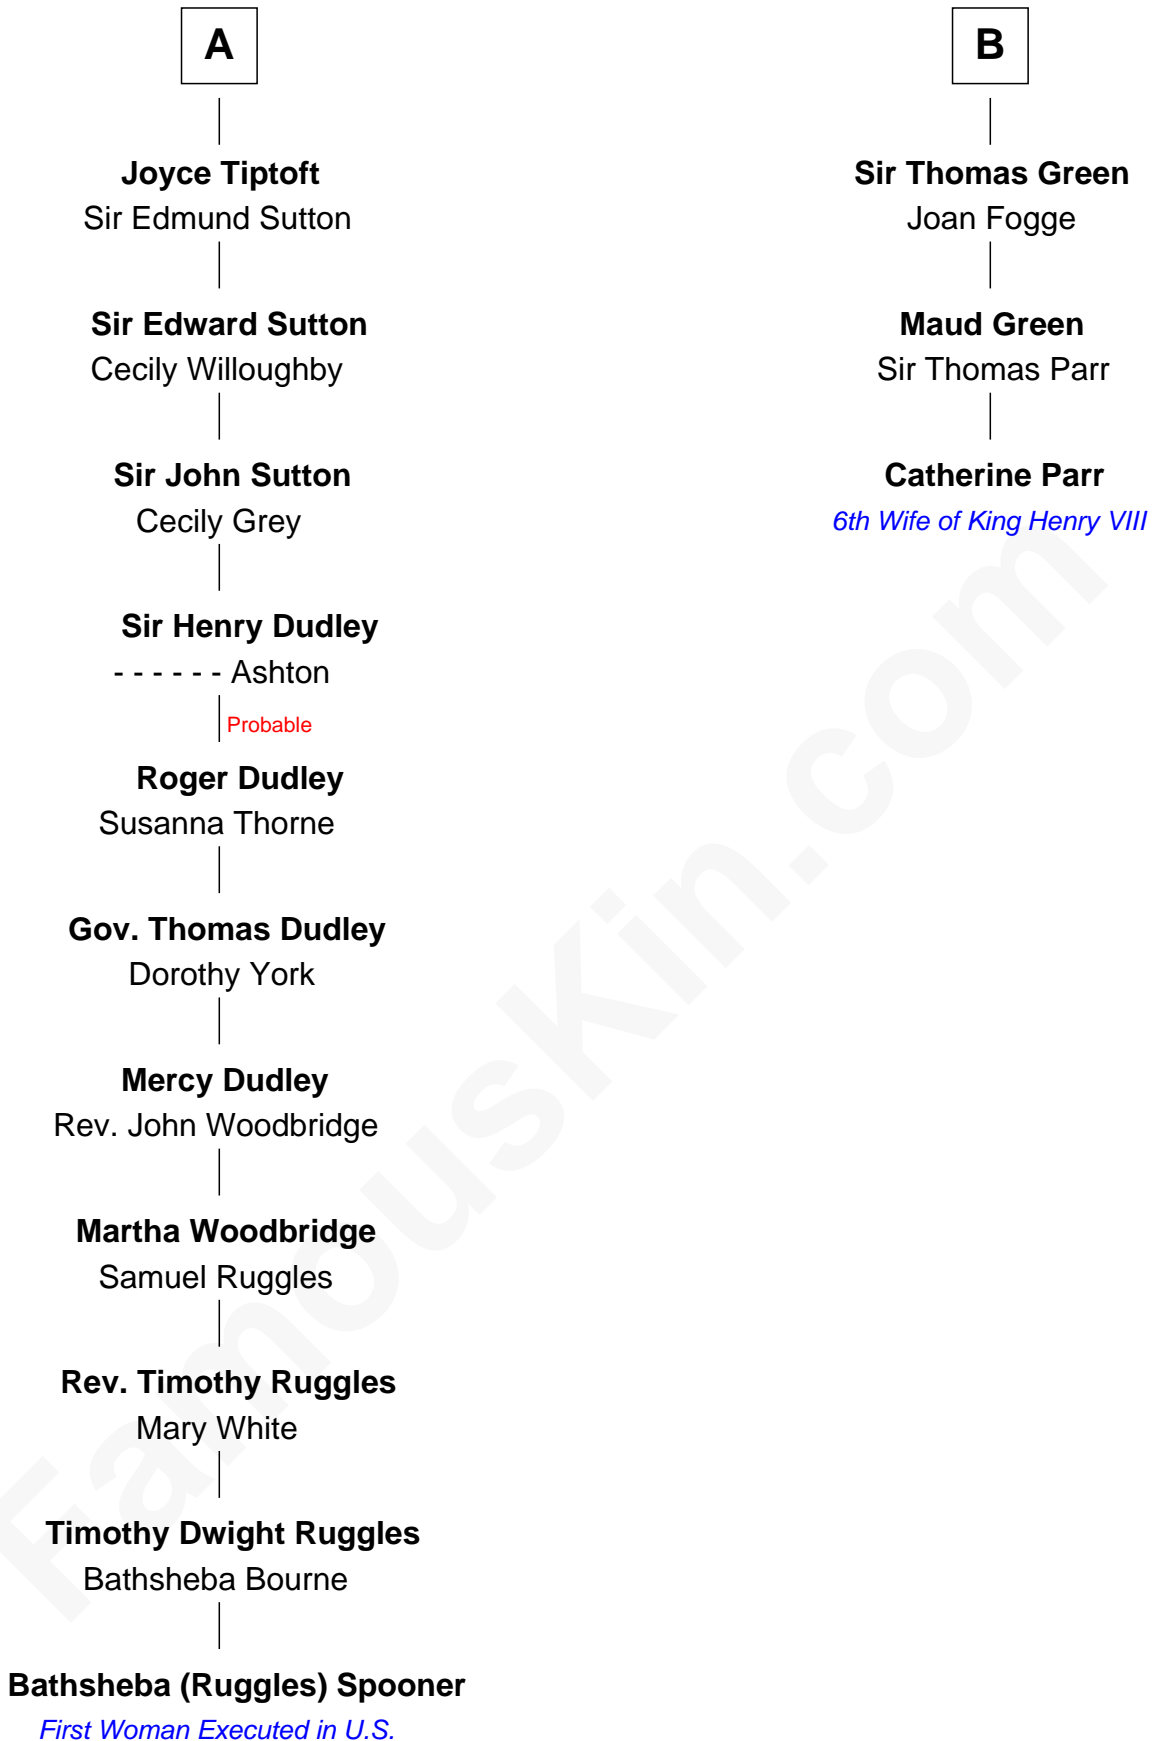 A
Joyce Tiptoft
Sir Edmund Sutton
Sir Edward Sutton
Cecily Willoughby
Sir John Sutton
Cecily Grey
Sir Henry Dudley
- - - - - - Ashton
Probable
Roger Dudley
Susanna Thorne
Gov. Thomas Dudley
Dorothy York
Mercy Dudley
Rev. John Woodbridge
Martha Woodbridge
Samuel Ruggles
Rev. Timothy Ruggles
Mary White
Timothy Dwight Ruggles
Bathsheba Bourne
Bathsheba (Ruggles) Spooner
First Woman Executed in U.S.
B
Sir Thomas Green
Joan Fogge
Maud Green
Sir Thomas Parr
Catherine Parr
6th Wife of King Henry VIII
FamousKin.com